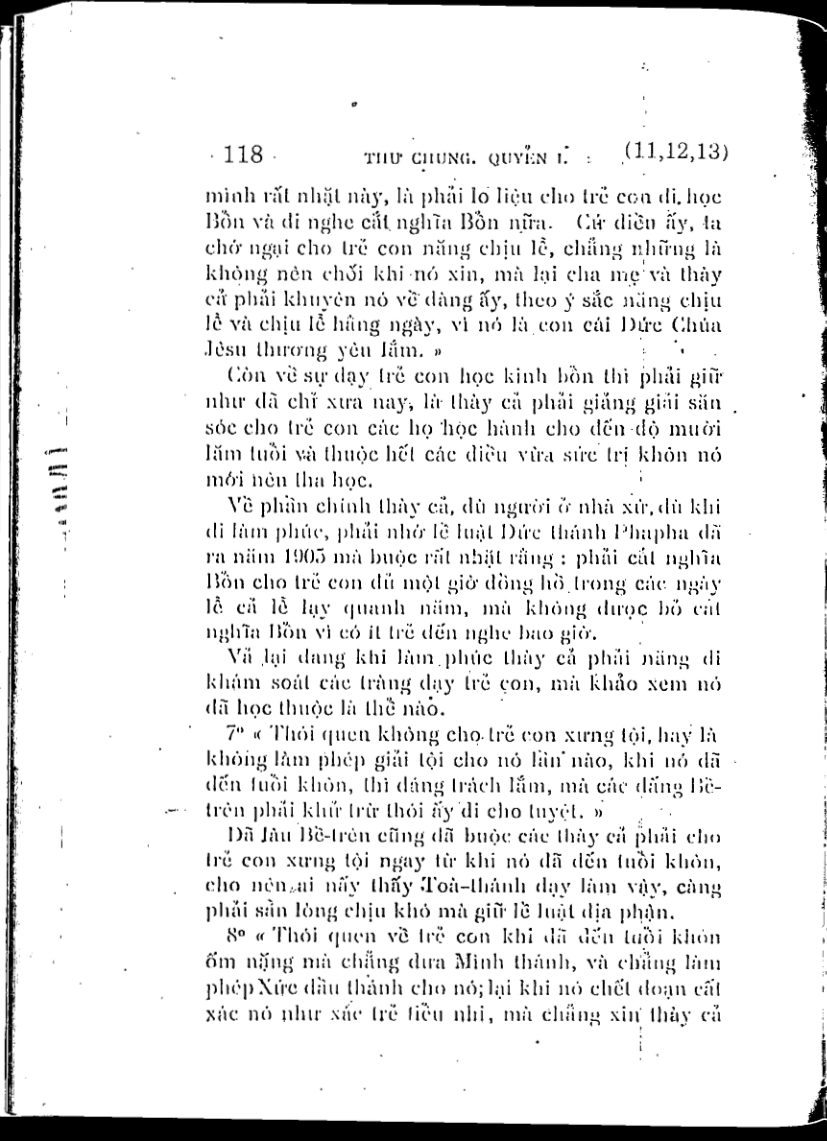 118 THƯ CHUNG. QUYỂN I. (11,12,13)
mình rất nhặt này, là phải lo liệu cho trẻ con đi học
Bổn và đi nghe cắt nghĩa Bổn nữa. Cứ điều ấy, ta
chớ ngại cho trẻ con năng chịu lễ, chẳng những là
không nên chối khi nó xin, mà lại cha mẹ và thày
cả phải khuyên nó về đàng ấy, theo ý sắc năng chịu
lễ và chịu lễ hằng ngày, vì nó là con cái Đức Chúa
Jêsu thương yêu lắm. »
Còn về sự dạy trẻ con học kinh bổn thì phải giữ
như đã chỉ xưa nay, là thày cả phải giảng giải săn
sóc cho trẻ con các họ học hành cho đến độ mười
lăm tuổi và thuộc hết các điều vừa sức trí khôn nó
mới nên tha học.
Về phần chính thày cả, dù người ở nhà xứ, dù khi
đi làm phúc, phải nhớ lề luật Đức thánh Phapha đã
ra năm 1905 mà buộc rất nhặt rằng : phải cắt nghĩa
Bổn cho trẻ con đủ một giờ đồng hồ trong các ngày
lễ cả lễ lạy quanh năm, mà không được bỏ cắt
nghĩa Bổn vì có ít trẻ đến nghe bao giờ.
Vả lại đang khi làm phúc thày cả phải năng đi
khám soát các tràng dạy trẻ con, mà khảo xem nó
đã học thuộc là thể nào.
7º « Thói quen không cho trẻ con xưng tội, hay là
không làm phép giải tội cho nó lần nào, khi nó đã
đến tuổi khôn, thì đáng trách lắm, mà các đấng Bề-
trên phải khử trừ thói ấy đi cho tuyệt. »
Đã lâu Bề-trên cũng đã buộc các thày cả phải cho
trẻ con xưng tội ngay từ khi nó đã đến tuổi khôn,
cho nên ai nấy thấy Toà-thánh dạy làm vậy, càng
phải sẵn lòng chịu khó mà giữ lề luật địa phận.
8º « Thói quen về trẻ con khi đã đến tuổi khôn
ốm nặng mà chẳng đưa Mình thánh, và chẳng làm
phép Xức dầu thánh cho nó; lại khi nó chết đoạn cất
xác nó như xác trẻ tiểu nhi, mà chẳng xin thày cả